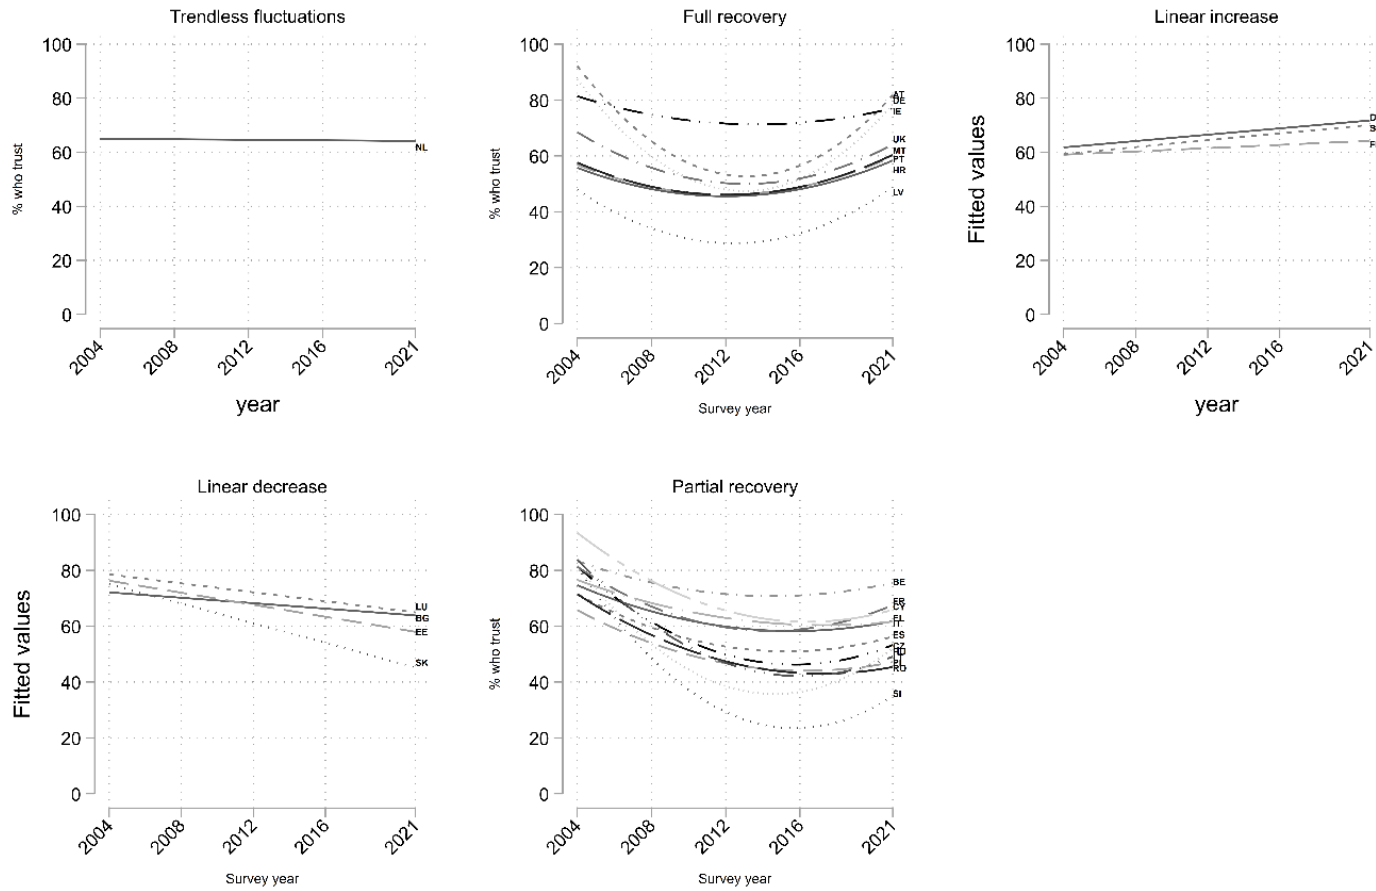 Trendless fluctuations
100
80
60
40
20
0
% who trust
NL
2004
2008
2012
2016
2021
year
Full recovery
100
80
60
40
20
0
% who trust
AT
DE
IE
UK
MT
PT
HR
LV
2004
2008
2012
2016
2021
Survey year
Linear increase
100
80
60
40
20
0
Fitted values
2004
2008
2012
2016
2021
year
Linear decrease
100
80
60
40
20
0
Fitted values
LU
BG
EE
SK
2004
2008
2012
2016
2021
Survey year
Partial recovery
100
80
60
40
20
0
% who trust
BE
FR
CY
EL
IT
ES
CZ
PL
RO
SI
2004
2008
2012
2016
2021
Survey year